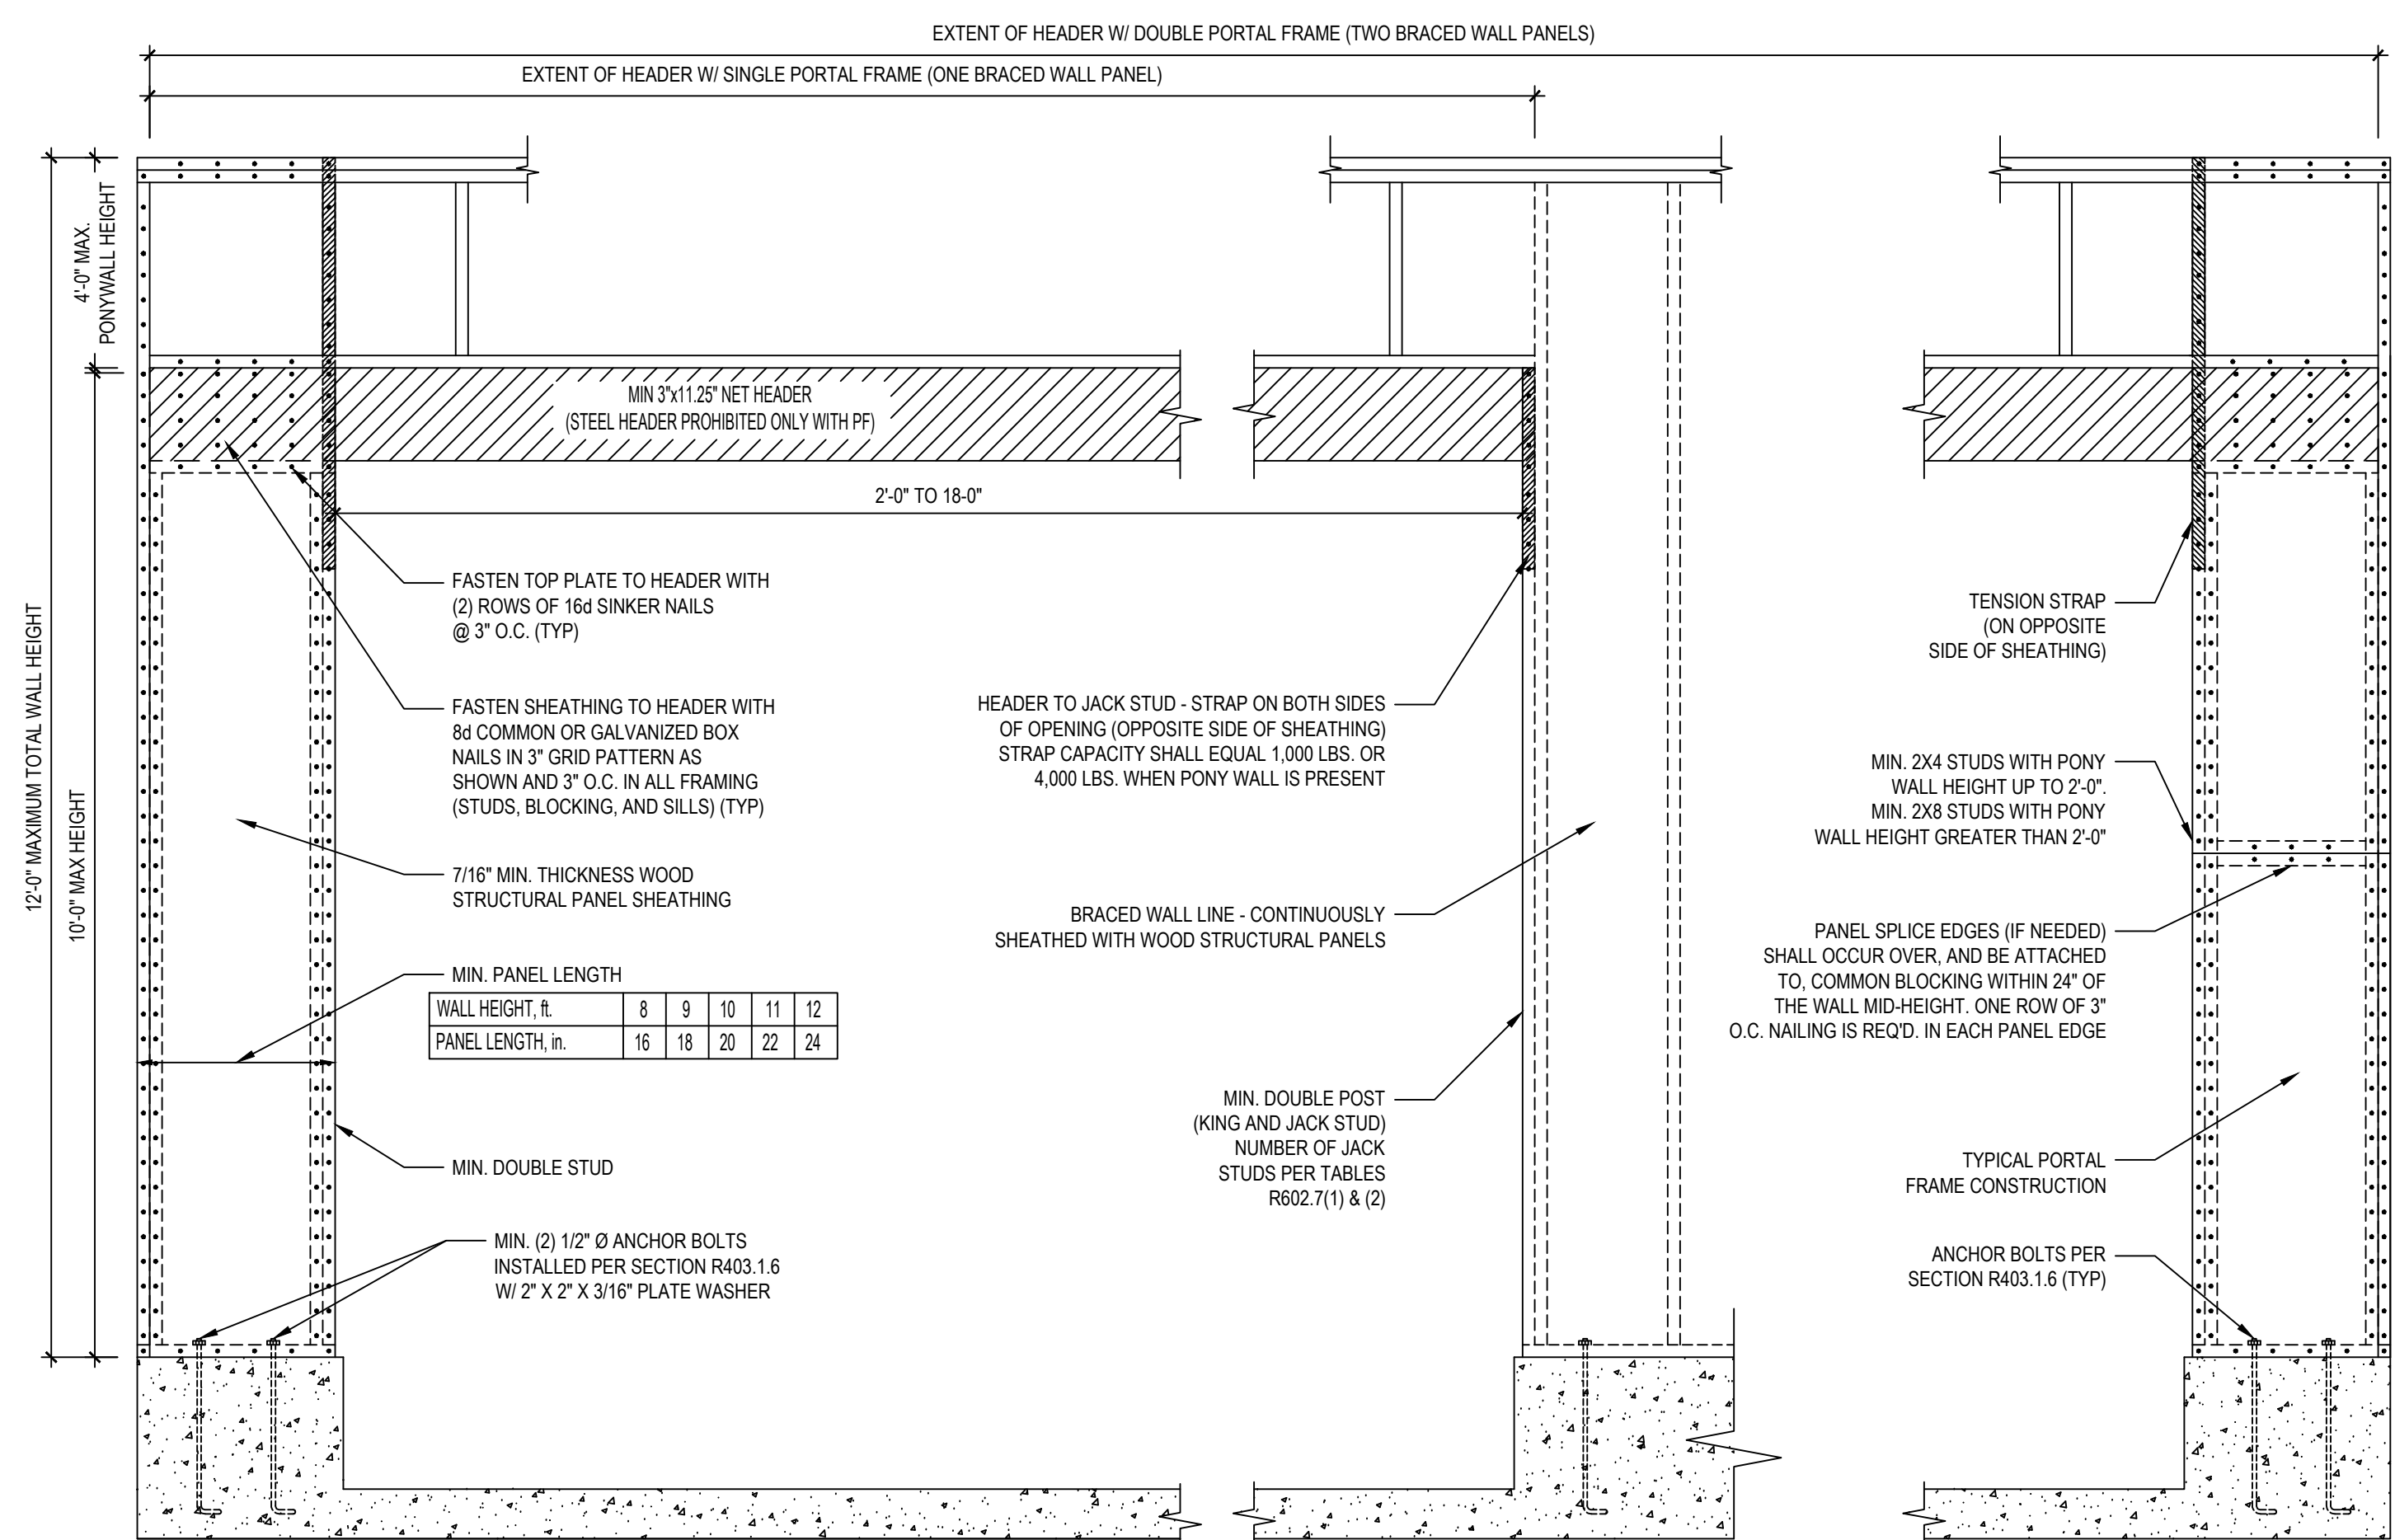 EXTENT OF HEADER W/ DOUBLE PORTAL FRAME (TWO BRACED WALL PANELS)
EXTENT OF HEADER W/ SINGLE PORTAL FRAME (ONE BRACED WALL PANEL)
4'-0" MAX.
PONYWALL HEIGHT
12'-0" MAXIMUM TOTAL WALL HEIGHT
10'-0" MAX HEIGHT
MIN 3"x11.25" NET HEADER
(STEEL HEADER PROHIBITED ONLY WITH PF)
2'-0" TO 18-0"
FASTEN TOP PLATE TO HEADER WITH
(2) ROWS OF 16d SINKER NAILS
@ 3" O.C. (TYP)
FASTEN SHEATHING TO HEADER WITH
8d COMMON OR GALVANIZED BOX
NAILS IN 3" GRID PATTERN AS
SHOWN AND 3" O.C. IN ALL FRAMING
(STUDS, BLOCKING, AND SILLS) (TYP)
7/16" MIN. THICKNESS WOOD
STRUCTURAL PANEL SHEATHING
MIN. PANEL LENGTH
WALL HEIGHT, ft. 8 9 10 11 12
PANEL LENGTH, in. 16 18 20 22 24
MIN. DOUBLE STUD
MIN. (2) 1/2" Ø ANCHOR BOLTS
INSTALLED PER SECTION R403.1.6
W/ 2" X 2" X 3/16" PLATE WASHER
HEADER TO JACK STUD - STRAP ON BOTH SIDES
OF OPENING (OPPOSITE SIDE OF SHEATHING)
STRAP CAPACITY SHALL EQUAL 1,000 LBS. OR
4,000 LBS. WHEN PONY WALL IS PRESENT
BRACED WALL LINE - CONTINUOUSLY
SHEATHED WITH WOOD STRUCTURAL PANELS
MIN. DOUBLE POST
(KING AND JACK STUD)
NUMBER OF JACK
STUDS PER TABLES
R602.7(1) & (2)
TENSION STRAP
(ON OPPOSITE
SIDE OF SHEATHING)
MIN. 2X4 STUDS WITH PONY
WALL HEIGHT UP TO 2'-0".
MIN. 2X8 STUDS WITH PONY
WALL HEIGHT GREATER THAN 2'-0"
PANEL SPLICE EDGES (IF NEEDED)
SHALL OCCUR OVER, AND BE ATTACHED
TO, COMMON BLOCKING WITHIN 24" OF
THE WALL MID-HEIGHT. ONE ROW OF 3"
O.C. NAILING IS REQ'D. IN EACH PANEL EDGE
TYPICAL PORTAL
FRAME CONSTRUCTION
ANCHOR BOLTS PER
SECTION R403.1.6 (TYP)